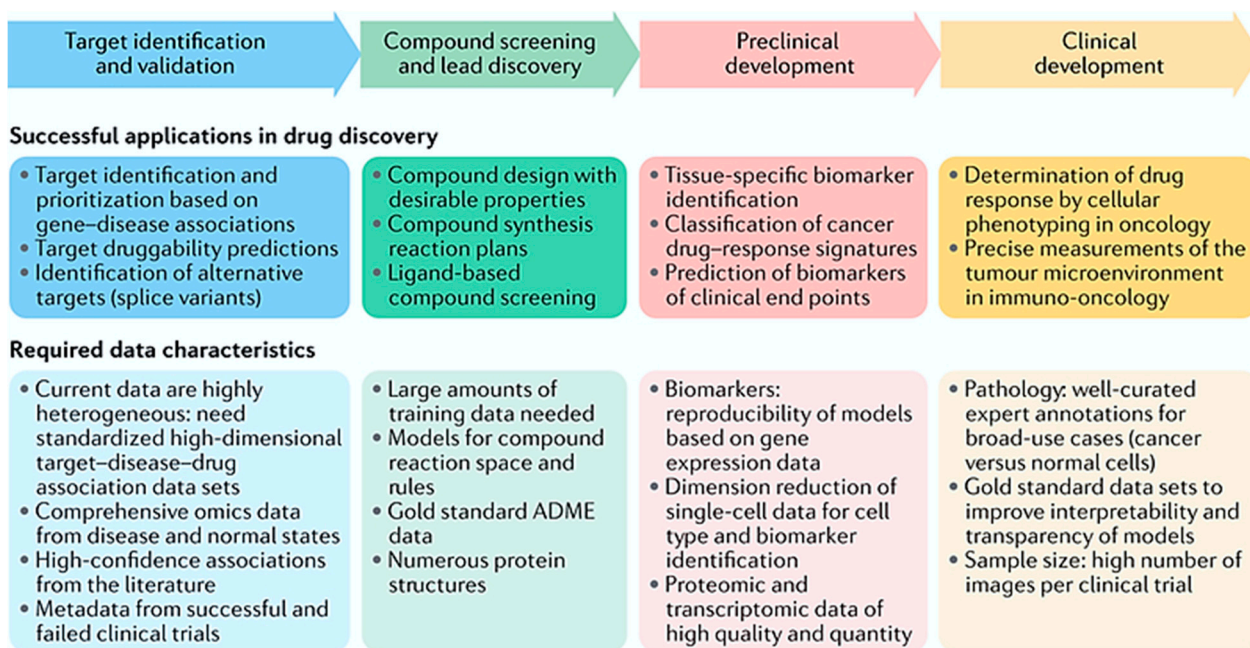 Target identification
and validation
Compound screening
and lead discovery
Preclinical
development
Clinical
development
Successful applications in drug discovery
• Target identification and
prioritization based on
gene–disease associations
• Target druggability predictions
• Identification of alternative
targets (splice variants)
• Compound design with
desirable properties
• Compound synthesis
reaction plans
• Ligand-based
compound screening
• Tissue-specific biomarker
identification
• Classification of cancer
drug–response signatures
• Prediction of biomarkers
of clinical end points
• Determination of drug
response by cellular
phenotyping in oncology
• Precise measurements of the
tumour microenvironment
in immuno-oncology
Required data characteristics
• Current data are highly
heterogeneous: need
standardized high-dimensional
target–disease–drug
association data sets
• Comprehensive omics data
from disease and normal states
• High-confidence associations
from the literature
• Metadata from successful and
failed clinical trials
• Large amounts of
training data needed
• Models for compound
reaction space and
rules
• Gold standard ADME
data
• Numerous protein
structures
• Biomarkers:
reproducibility of models
based on gene
expression data
• Dimension reduction of
single-cell data for cell
type and biomarker
identification
• Proteomic and
transcriptomic data of
high quality and quantity
• Pathology: well-curated
expert annotations for
broad-use cases (cancer
versus normal cells)
• Gold standard data sets to
improve interpretability and
transparency of models
• Sample size: high number of
images per clinical trial